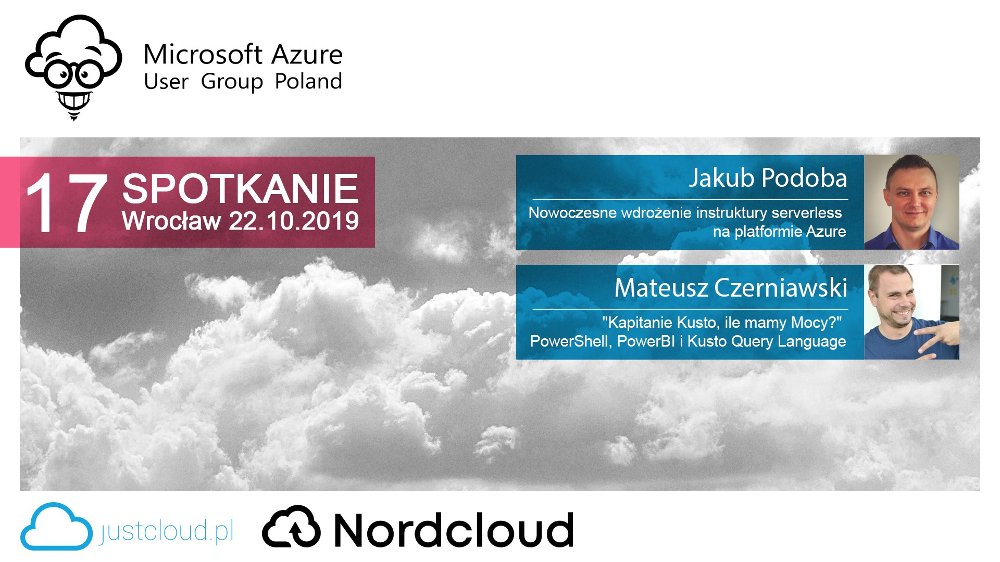 Microsoft Azure
User Group Poland
17
SPOTKANIE
Wrocław 22.10.2019
Jakub Podoba
Nowoczesne wdrożenie instruktury serverless
na platformie Azure
Mateusz Czerniawski
"Kapitanie Kusto, ile mamy Mocy?"
PowerShell, PowerBI i Kusto Query Language
justcloud.pl
Nordcloud